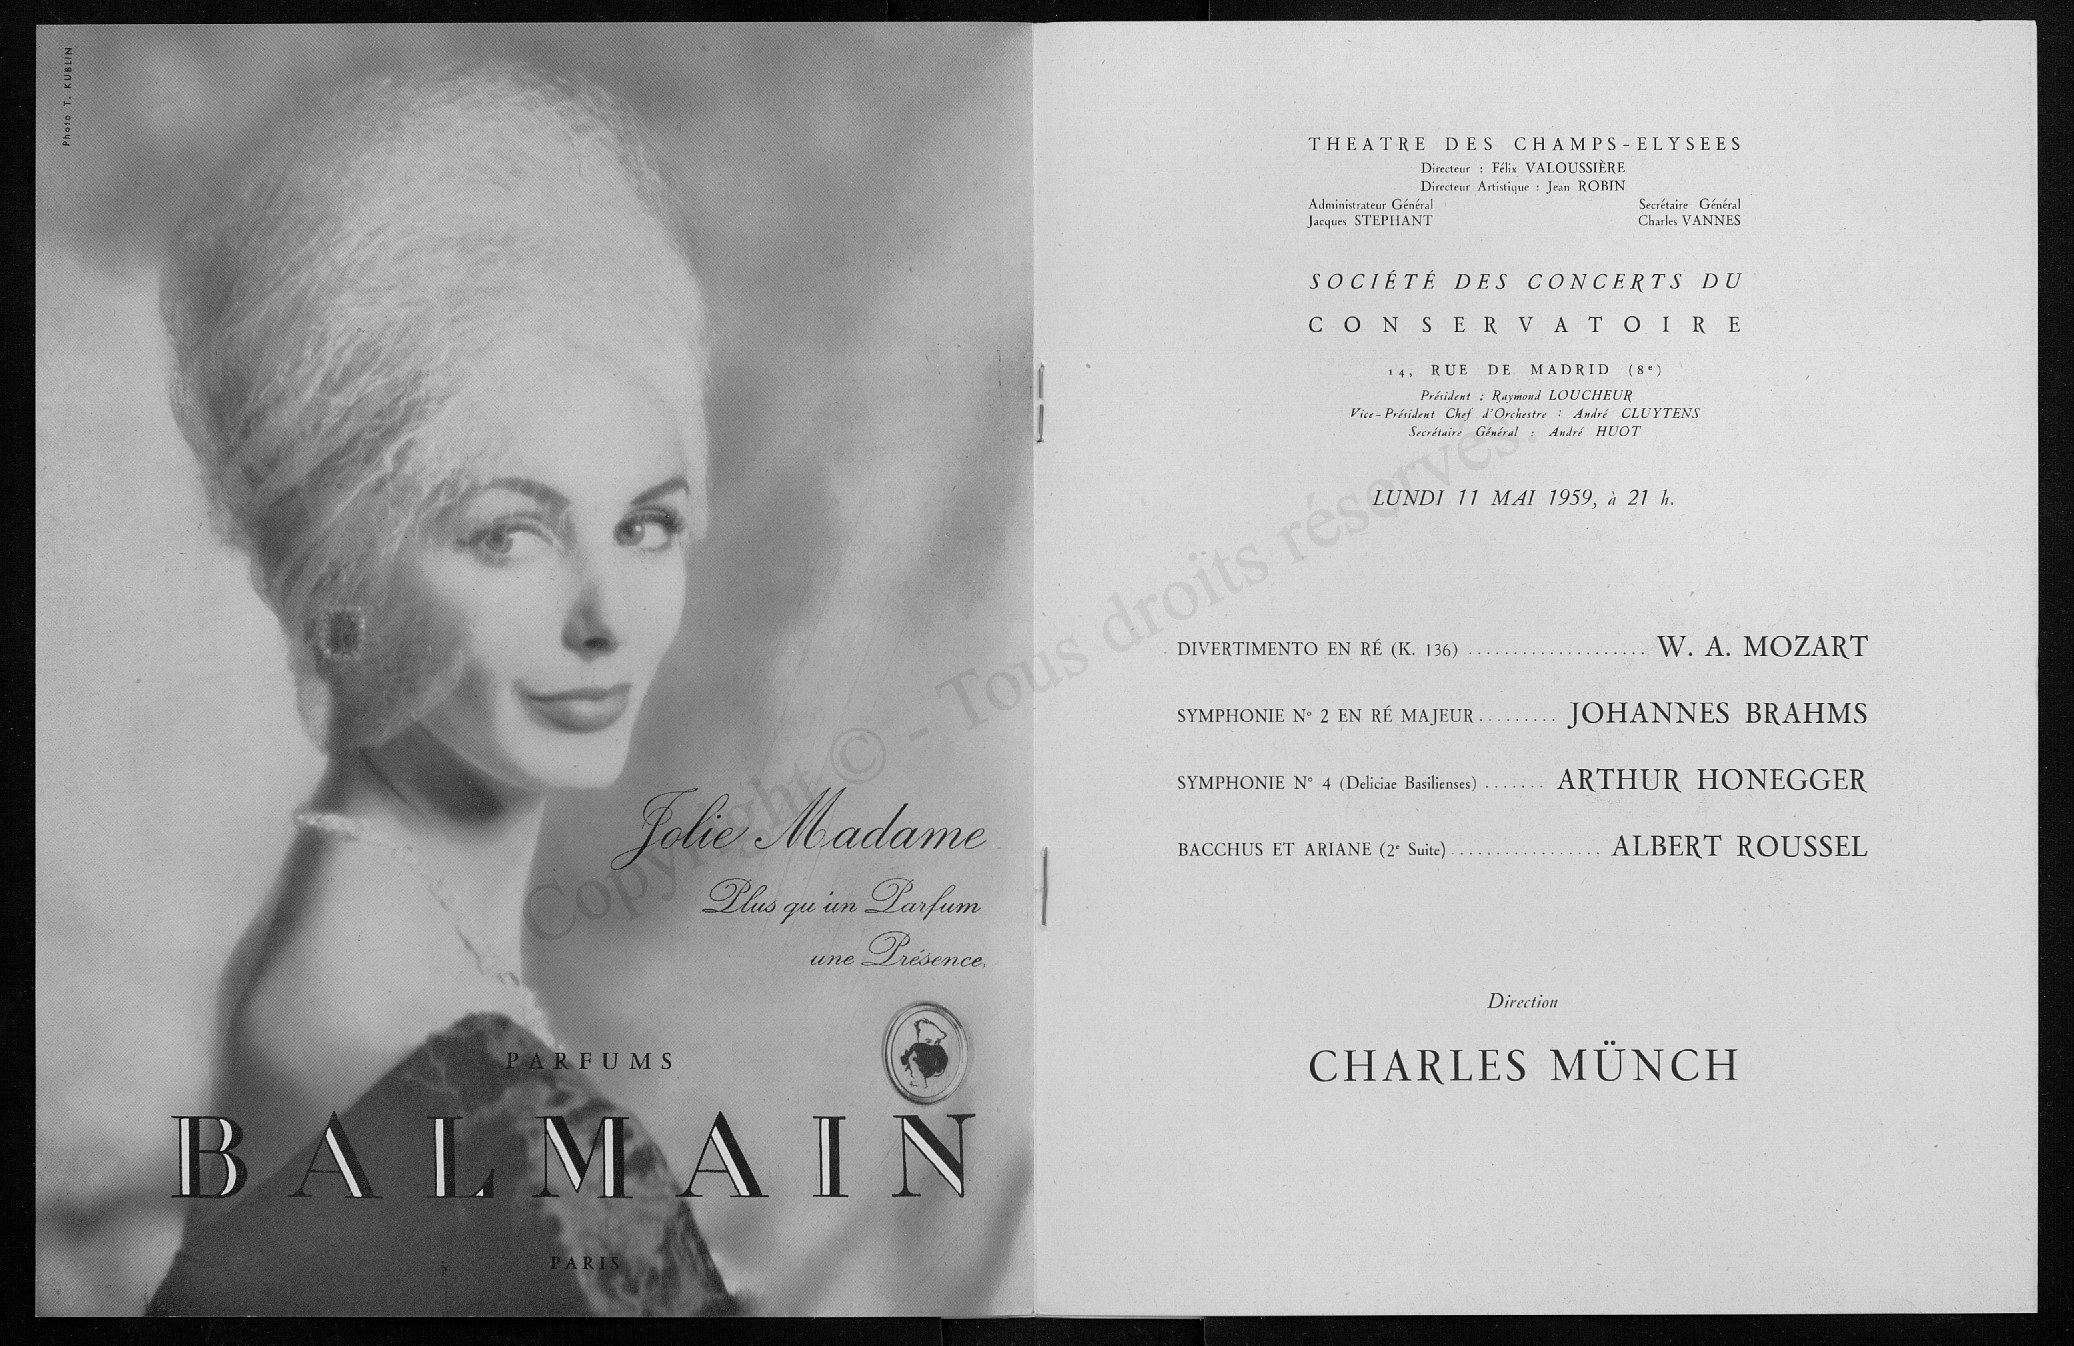 Photo T. KUBLIN
Jolie Madame
Plus qu'un Parfum
une Présence
PARFUMS
BALMAIN
PARIS
THEATRE DES CHAMPS-ELYSEES
Directeur : Félix VALOUSSIÈRE
Directeur Artistique : Jean ROBIN
Administrateur Général Secrétaire Général
Jacques STEPHANT Charles VANNES
SOCIÉTÉ DES CONCERTS DU
CONSERVATOIRE
14, RUE DE MADRID (8e)
Président : Raymond LOUCHEUR
Vice-Président Chef d'Orchestre : André CLUYTENS
Secrétaire Général : André HUOT
LUNDI 11 MAI 1959, à 21 h.
DIVERTIMENTO EN RÉ (K. 136) .................... W. A. MOZART
SYMPHONIE N° 2 EN RÉ MAJEUR ......... JOHANNES BRAHMS
SYMPHONIE N° 4 (Deliciae Basilienses) ....... ARTHUR HONEGGER
BACCHUS ET ARIANE (2e Suite) ................. ALBERT ROUSSEL
Direction
CHARLES MÜNCH
Copyright © - Tous droits réservés.